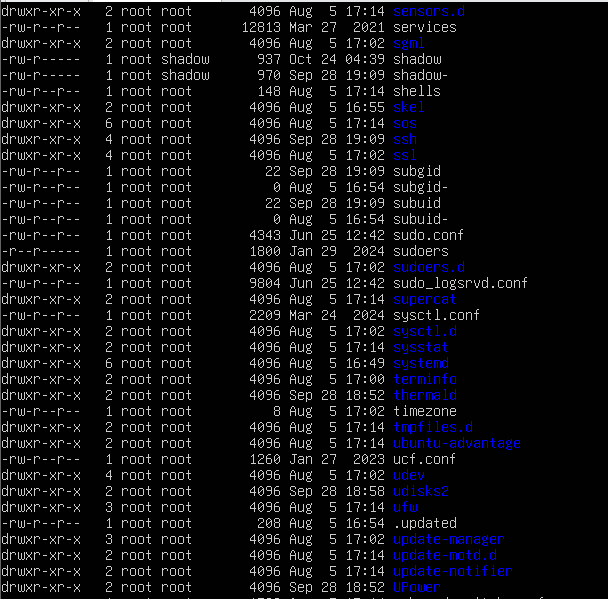 drwxr-xr-x 2 root root 4096 Aug 5 17:14 sensors.d
-rw-r--r-- 1 root root 12813 Mar 27 2021 services
drwxr-xr-x 2 root root 4096 Aug 5 17:02 sgml
-rw-r----- 1 root shadow 937 Oct 24 04:39 shadow
-rw-r----- 1 root shadow 970 Sep 28 19:09 shadow-
-rw-r--r-- 1 root root 148 Aug 5 17:14 shells
drwxr-xr-x 2 root root 4096 Aug 5 16:55 skel
drwxr-xr-x 6 root root 4096 Aug 5 17:14 sos
drwxr-xr-x 4 root root 4096 Sep 28 19:09 ssh
drwxr-xr-x 4 root root 4096 Aug 5 17:02 ssl
-rw-r--r-- 1 root root 22 Sep 28 19:09 subgid
-rw-r--r-- 1 root root 0 Aug 5 16:54 subgid-
-rw-r--r-- 1 root root 22 Sep 28 19:09 subuid
-rw-r--r-- 1 root root 0 Aug 5 16:54 subuid-
-rw-r--r-- 1 root root 4343 Jun 25 12:42 sudo.conf
-r--r----- 1 root root 1800 Jan 29 2024 sudoers
drwxr-xr-x 2 root root 4096 Aug 5 17:02 sudoers.d
-rw-r--r-- 1 root root 9804 Jun 25 12:42 sudo_logsrvd.conf
drwxr-xr-x 2 root root 4096 Aug 5 17:14 supercat
-rw-r--r-- 1 root root 2209 Mar 24 2024 sysctl.conf
drwxr-xr-x 2 root root 4096 Aug 5 17:02 sysctl.d
drwxr-xr-x 2 root root 4096 Aug 5 17:14 sysstat
drwxr-xr-x 6 root root 4096 Aug 5 16:49 systemd
drwxr-xr-x 2 root root 4096 Aug 5 17:00 terminfo
drwxr-xr-x 2 root root 4096 Sep 28 18:52 thermald
-rw-r--r-- 1 root root 8 Aug 5 17:02 timezone
drwxr-xr-x 2 root root 4096 Aug 5 17:14 tmpfiles.d
drwxr-xr-x 2 root root 4096 Aug 5 17:14 ubuntu-advantage
-rw-r--r-- 1 root root 1260 Jan 27 2023 ucf.conf
drwxr-xr-x 4 root root 4096 Aug 5 17:02 udev
drwxr-xr-x 2 root root 4096 Sep 28 18:58 udisks2
drwxr-xr-x 3 root root 4096 Aug 5 17:14 ufw
-rw-r--r-- 1 root root 208 Aug 5 16:54 .updated
drwxr-xr-x 3 root root 4096 Aug 5 17:02 update-manager
drwxr-xr-x 2 root root 4096 Aug 5 17:14 update-motd.d
drwxr-xr-x 2 root root 4096 Aug 5 17:14 update-notifier
drwxr-xr-x 2 root root 4096 Sep 28 18:52 UPower